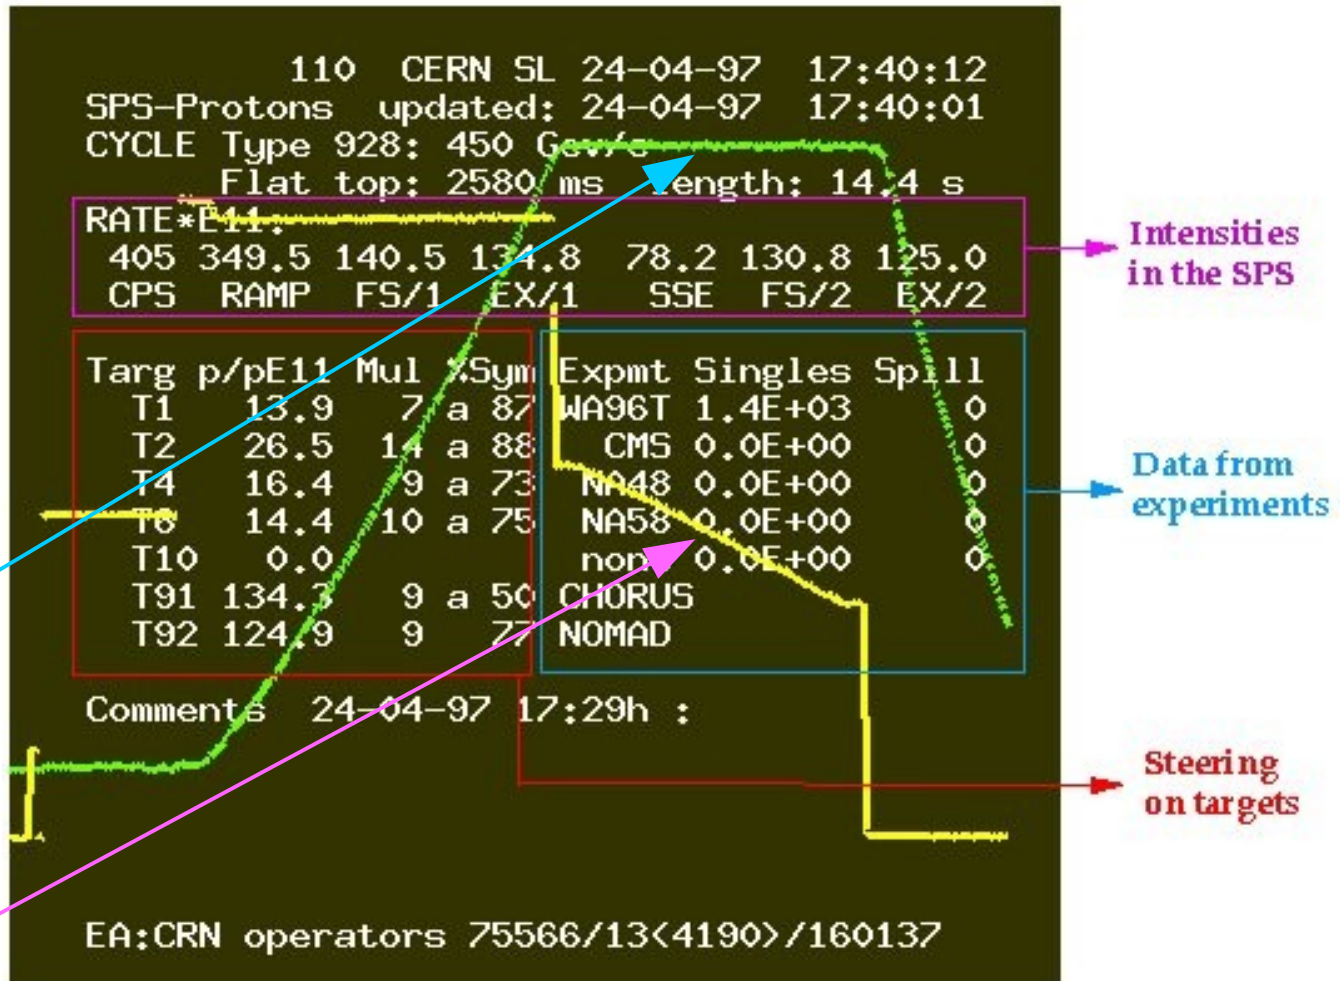 110 CERN SL 24-04-97 17:40:12
SPS-Protons updated: 24-04-97 17:40:01
CYCLE Type 928: 450 Gev/c
Flat top: 2580 ms length: 14.4 s
RATE*E11:
405 349.5 140.5 134.8 78.2 130.8 125.0
CPS RAMP FS/1 EX/1 SSE FS/2 EX/2
Intensities
in the SPS
Targ p/pE11 Mul %Sym Expmt Singles Spill
T1 13.9 7 a 87 WA96T 1.4E+03 0
T2 26.5 14 a 88 CMS 0.0E+00 0
T4 16.4 9 a 73 NA48 0.0E+00 0
T6 14.4 10 a 75 NA58 0.0E+00 0
T10 0.0 none 0.0E+00 0
T91 134.3 9 a 50 CHORUS
T92 124.9 9 77 NOMAD
Data from
experiments
Comments 24-04-97 17:29h :
Steering
on targets
EA:CRN operators 75566/13<4190>/160137